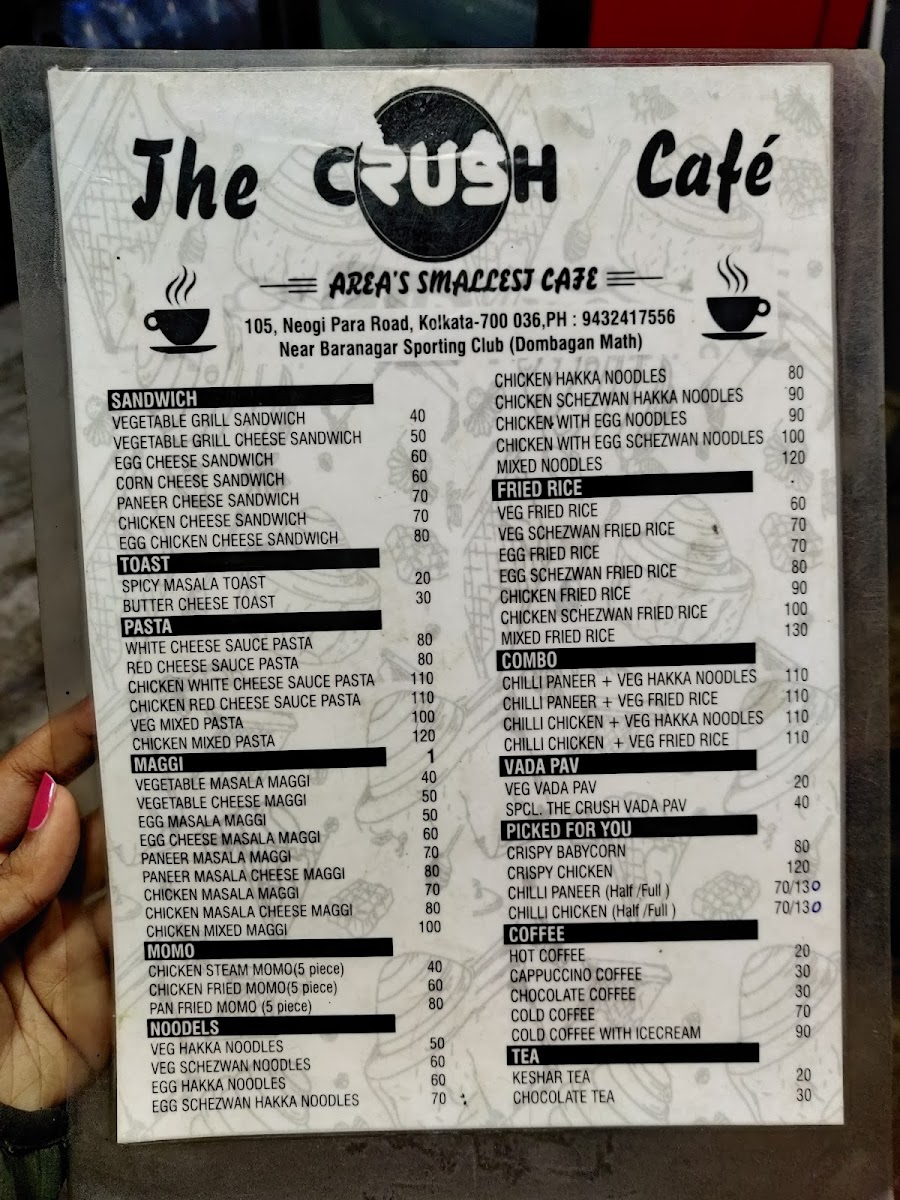 The CRUSH Café
AREA'S SMALLEST CAFE
105, Neogi Para Road, Kolkata-700 036,PH : 9432417556
Near Baranagar Sporting Club (Dombagan Math)
SANDWICH
VEGETABLE GRILL SANDWICH 40
VEGETABLE GRILL CHEESE SANDWICH 50
EGG CHEESE SANDWICH 60
CORN CHEESE SANDWICH 60
PANEER CHEESE SANDWICH 70
CHICKEN CHEESE SANDWICH 70
EGG CHICKEN CHEESE SANDWICH 80
TOAST
SPICY MASALA TOAST 20
BUTTER CHEESE TOAST 30
PASTA
WHITE CHEESE SAUCE PASTA 80
RED CHEESE SAUCE PASTA 80
CHICKEN WHITE CHEESE SAUCE PASTA 110
CHICKEN RED CHEESE SAUCE PASTA 110
VEG MIXED PASTA 100
CHICKEN MIXED PASTA 120
MAGGI 1
VEGETABLE MASALA MAGGI 40
VEGETABLE CHEESE MAGGI 50
EGG MASALA MAGGI 50
EGG CHEESE MASALA MAGGI 60
PANEER MASALA MAGGI 70
PANEER MASALA CHEESE MAGGI 80
CHICKEN MASALA MAGGI 70
CHICKEN MASALA CHEESE MAGGI 80
CHICKEN MIXED MAGGI 100
MOMO
CHICKEN STEAM MOMO(5 piece) 40
CHICKEN FRIED MOMO(5 piece) 60
PAN FRIED MOMO (5 piece) 80
NOODELS
VEG HAKKA NOODLES 50
VEG SCHEZWAN NOODLES 60
EGG HAKKA NOODLES 60
EGG SCHEZWAN HAKKA NOODLES 70
CHICKEN HAKKA NOODLES 80
CHICKEN SCHEZWAN HAKKA NOODLES 90
CHICKEN WITH EGG NOODLES 90
CHICKEN WITH EGG SCHEZWAN NOODLES 100
MIXED NOODLES 120
FRIED RICE
VEG FRIED RICE 60
VEG SCHEZWAN FRIED RICE 70
EGG FRIED RICE 70
EGG SCHEZWAN FRIED RICE 80
CHICKEN FRIED RICE 90
CHICKEN SCHEZWAN FRIED RICE 100
MIXED FRIED RICE 130
COMBO
CHILLI PANEER + VEG HAKKA NOODLES 110
CHILLI PANEER + VEG FRIED RICE 110
CHILLI CHICKEN + VEG HAKKA NOODLES 110
CHILLI CHICKEN + VEG FRIED RICE 110
VADA PAV
VEG VADA PAV 20
SPCL. THE CRUSH VADA PAV 40
PICKED FOR YOU
CRISPY BABYCORN 80
CRISPY CHICKEN 120
CHILLI PANEER (Half /Full ) 70/130
CHILLI CHICKEN (Half /Full ) 70/130
COFFEE
HOT COFFEE 20
CAPPUCCINO COFFEE 30
CHOCOLATE COFFEE 30
COLD COFFEE 70
COLD COFFEE WITH ICECREAM 90
TEA
KESHAR TEA 20
CHOCOLATE TEA 30